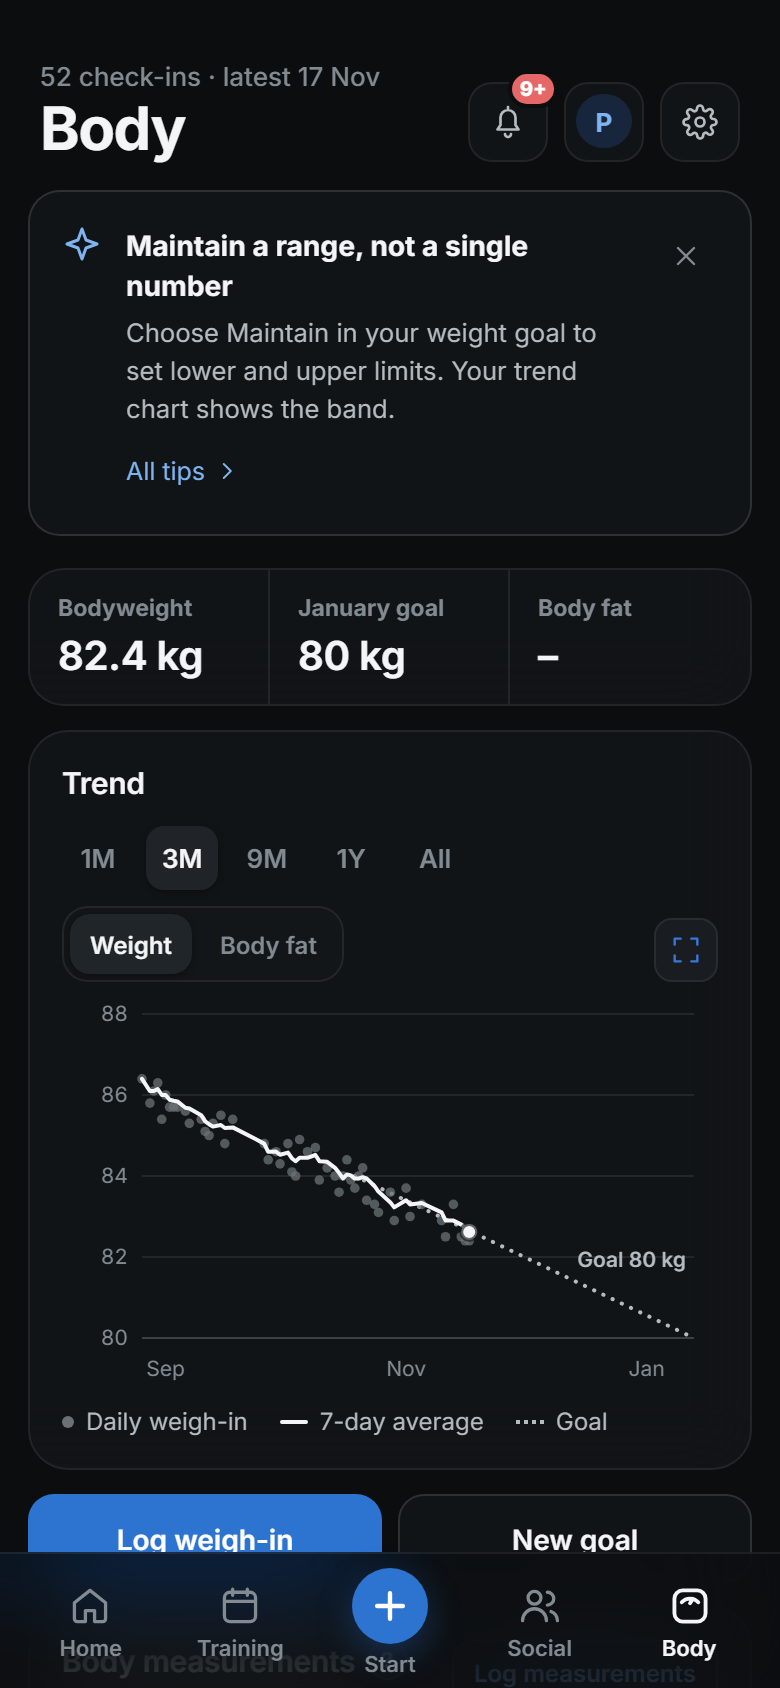 52 check-ins · latest 17 Nov
Body
9+
P
Maintain a range, not a single
number
Choose Maintain in your weight goal to
set lower and upper limits. Your trend
chart shows the band.
All tips
Bodyweight
82.4 kg
January goal
80 kg
Body fat
–
Trend
1M 3M 9M 1Y All
Weight Body fat
88
86
84
82
80
Goal 80 kg
Sep Nov Jan
Daily weigh-in 7-day average Goal
Log weigh-in New goal
Home Training Start Social Body
Body measurements Log measurements